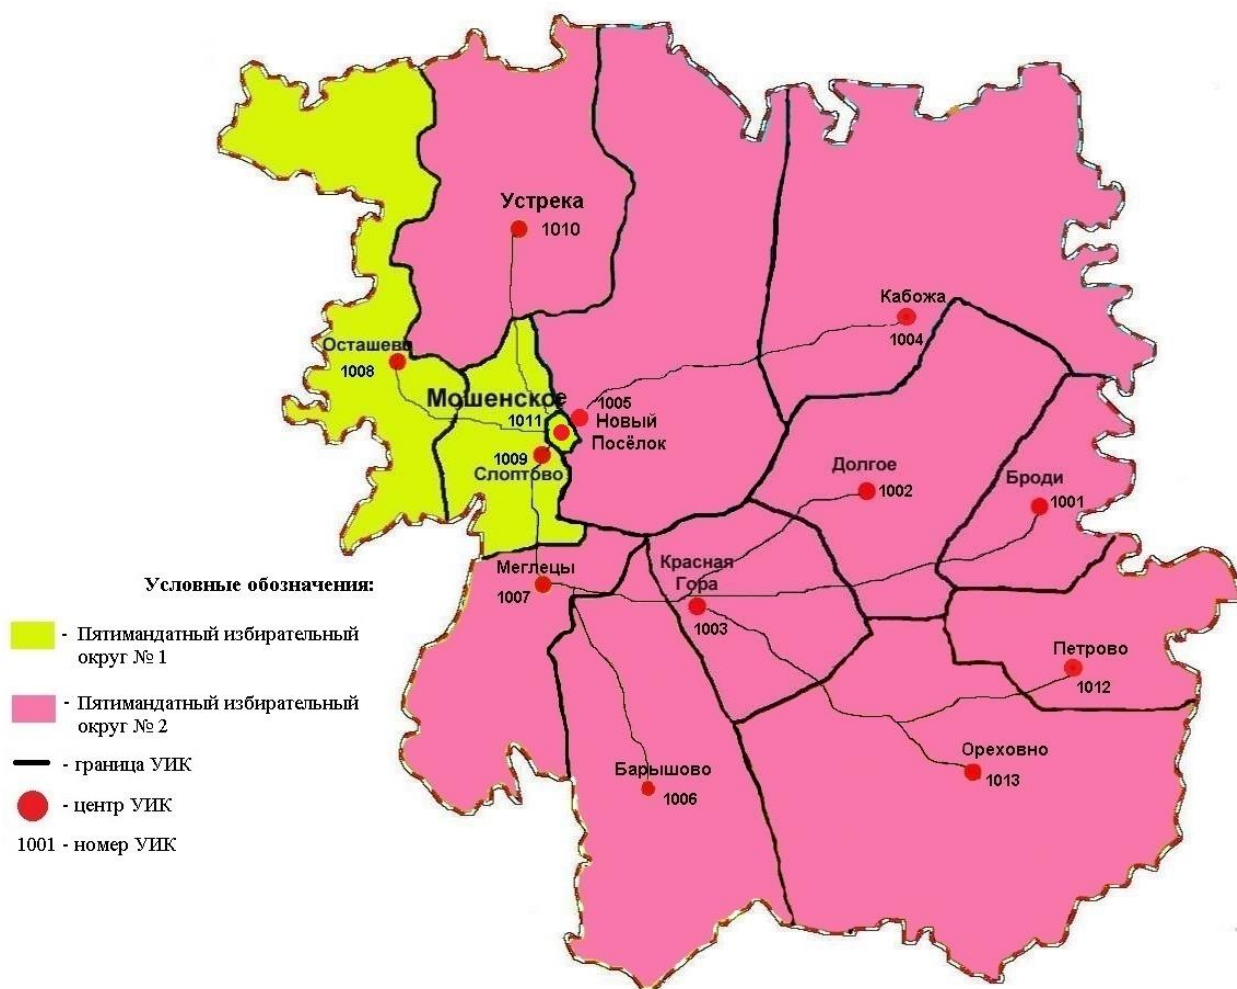 Устрека
1010
Кабожа
1004
Осташево
1008
Мошенское
1011
1005
Новый
Посёлок
1009
Слоптово
Долгое
1002
Броди
1001
Меглецы
1007
Красная
Гора
1003
Петрово
1012
Ореховно
1013
Барышово
1006
Условные обозначения:
- Пятимандатный избирательный
округ № 1
- Пятимандатный избирательный
округ № 2
- граница УИК
- центр УИК
1001 - номер УИК